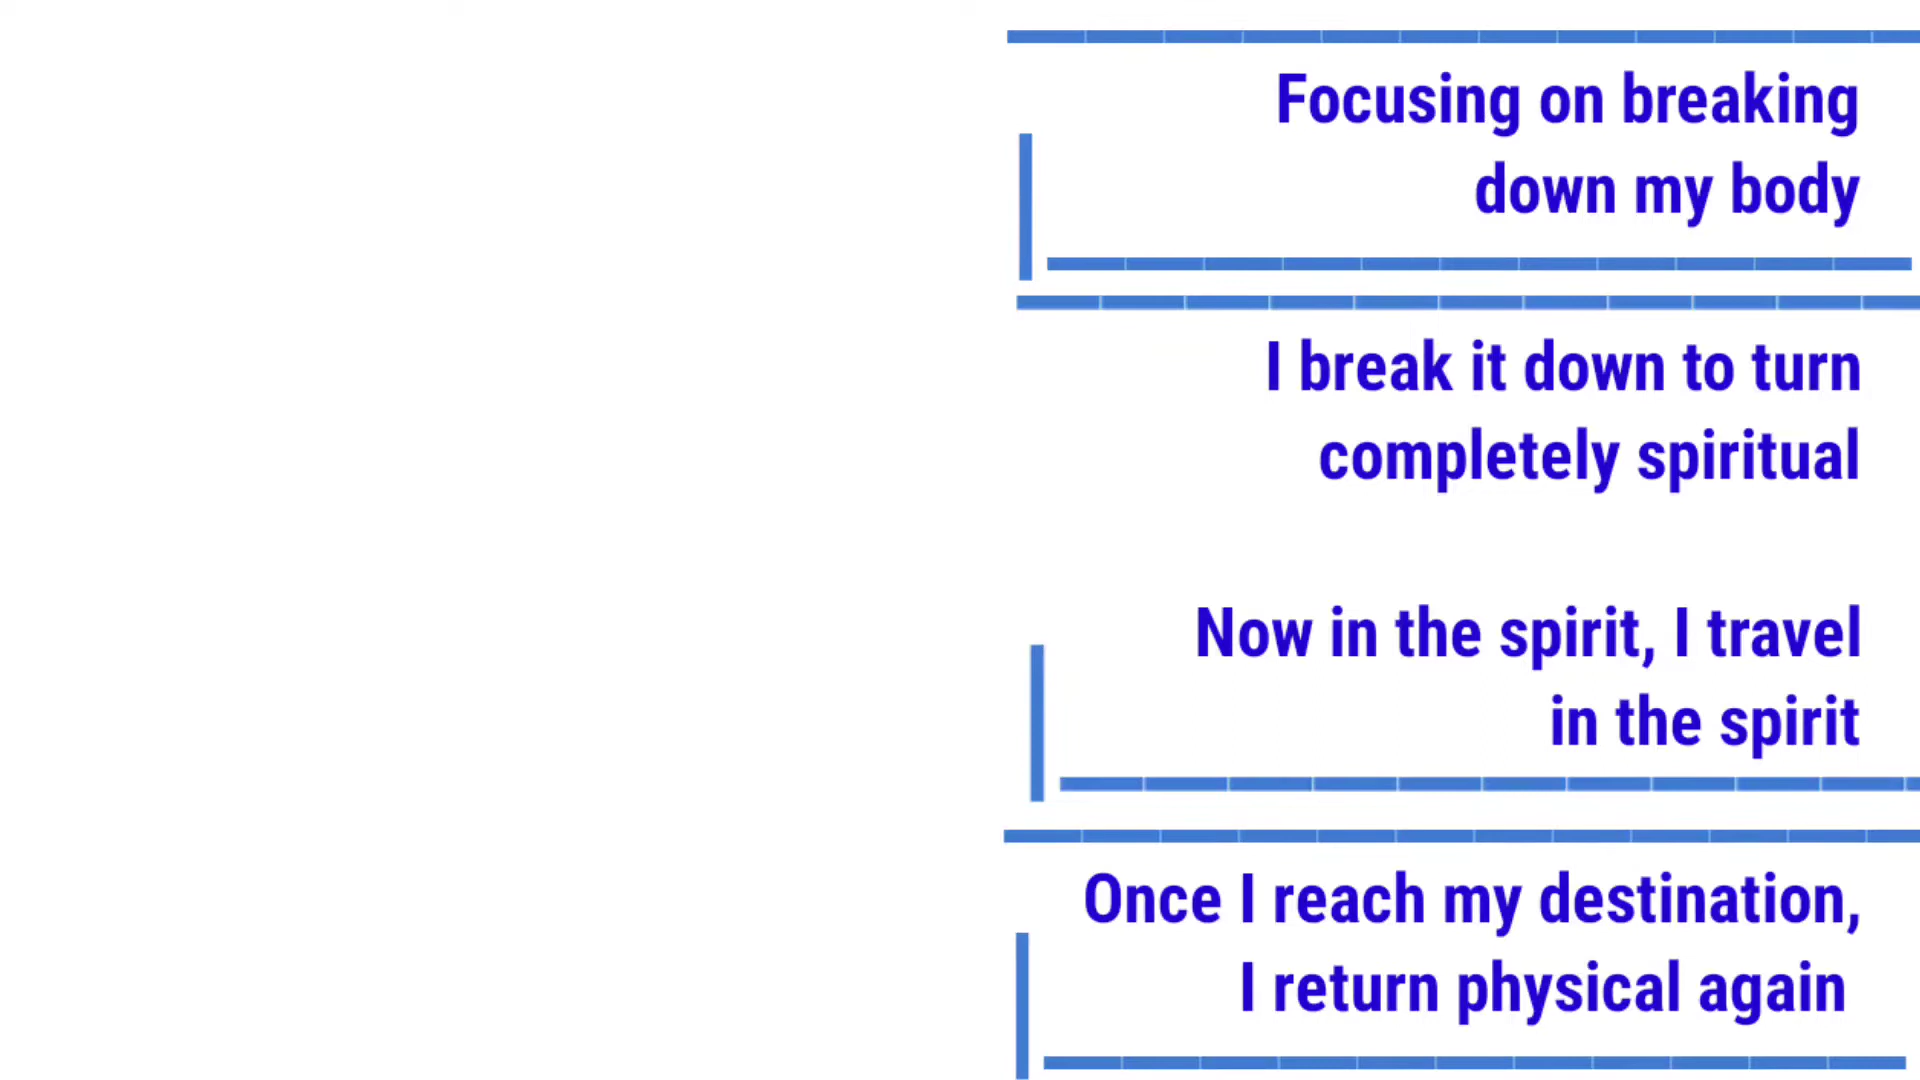 Focusing on breaking
down my body
I break it down to turn
completely spiritual
Now in the spirit, I travel
in the spirit
Once I reach my destination,
I return physical again